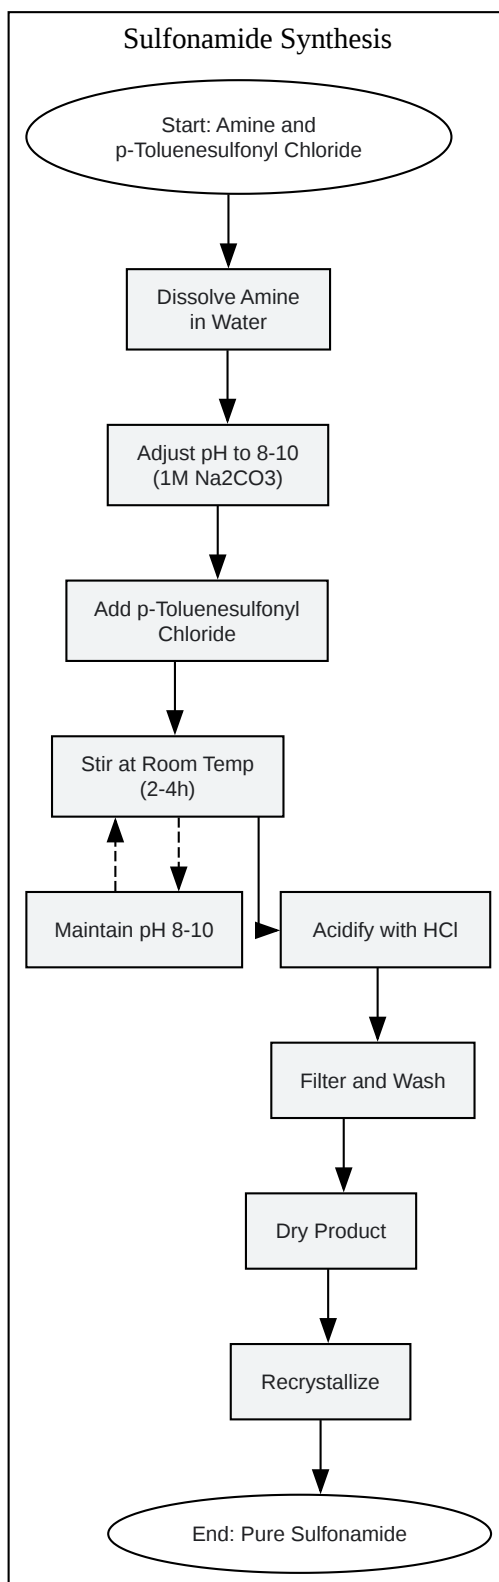 Sulfonamide Synthesis
Start: Amine and
p-Toluenesulfonyl Chloride
Dissolve Amine
in Water
Adjust pH to 8-10
(1M Na2CO3)
Add p-Toluenesulfonyl
Chloride
Stir at Room Temp
(2-4h)
Maintain pH 8-10
Acidify with HCl
Filter and Wash
Dry Product
Recrystallize
End: Pure Sulfonamide